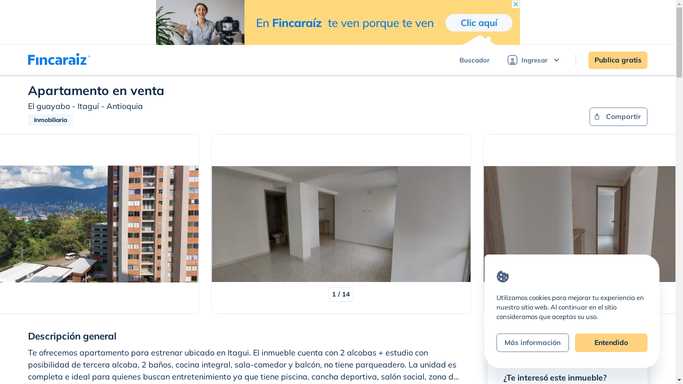 En Fincaraíz te ven porque te ven
Clic aquí
Fincaraiz
Buscador
Ingresar
Publica gratis
Apartamento en venta
El guayabo - Itaguí - Antioquia
Inmobiliaria
Compartir
1 / 14
Descripción general
Te ofrecemos apartamento para estrenar ubicado en Itagui. El inmueble cuenta con 2 alcobas + estudio con
posibilidad de tercera alcoba, 2 baños, cocina integral, sala-comedor y balcón, no tiene parqueadero. La unidad es
completa e ideal para quienes buscan entretenimiento ya que tiene piscina, cancha deportiva, salón social, zona d...
Utilizamos cookies para mejorar tu experiencia en
nuestro sitio web. Al continuar en el sitio
consideramos que aceptas su uso.
Más información
Entendido
¿Te interesó este inmueble?